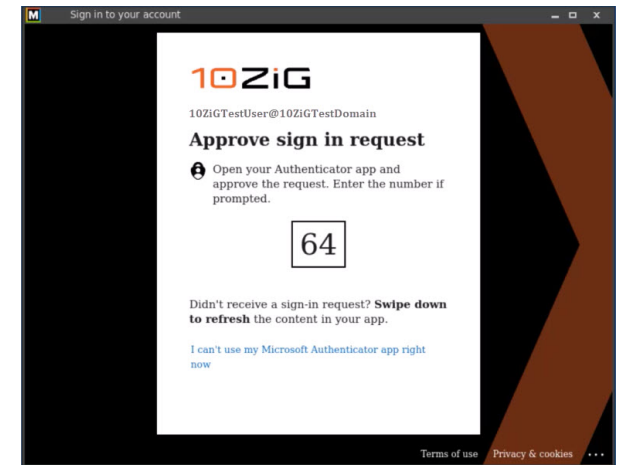 M
Sign in to your account
10ZiG
10ZiGTestUser@10ZiGTestDomain
Approve sign in request
Open your Authenticator app and
approve the request. Enter the number if
prompted.
64
Didn't receive a sign-in request? Swipe down
to refresh the content in your app.
I can't use my Microsoft Authenticator app right
now
Terms of use Privacy & cookies ...